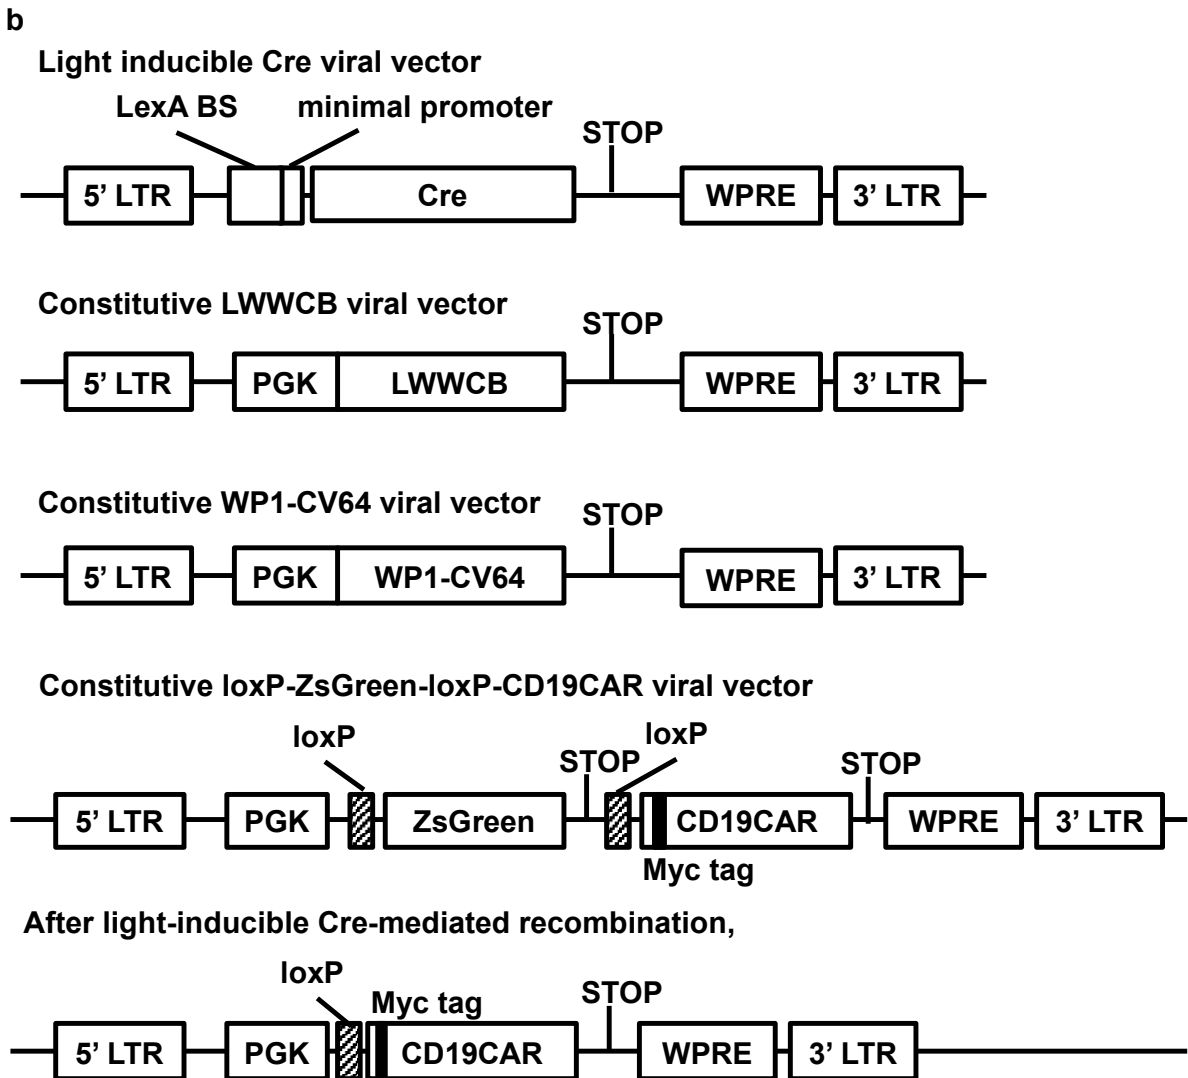 b
Light inducible Cre viral vector
LexA BS minimal promoter
STOP
5’ LTR Cre WPRE 3’ LTR
Constitutive LWWCB viral vector
STOP
5’ LTR PGK LWWCB WPRE 3’ LTR
Constitutive WP1-CV64 viral vector
STOP
5’ LTR PGK WP1-CV64 WPRE 3’ LTR
Constitutive loxP-ZsGreen-loxP-CD19CAR viral vector
loxP STOP loxP STOP
5’ LTR PGK ZsGreen CD19CAR WPRE 3’ LTR
Myc tag
After light-inducible Cre-mediated recombination,
loxP Myc tag STOP
5’ LTR PGK CD19CAR WPRE 3’ LTR